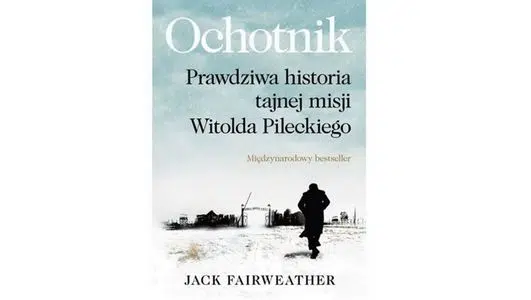 Ochotnik
Prawdziwa historia
tajnej misji
Witolda Pileckiego
Międzynarodowy bestseller
JACK FAIRWEATHER